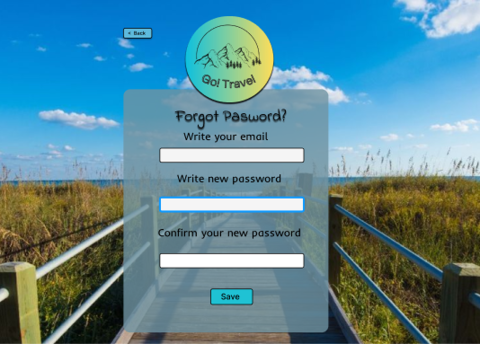 < Back
Go! Travel
Forgot Pasword?
Write your email
Write new password
Confirm your new password
Save